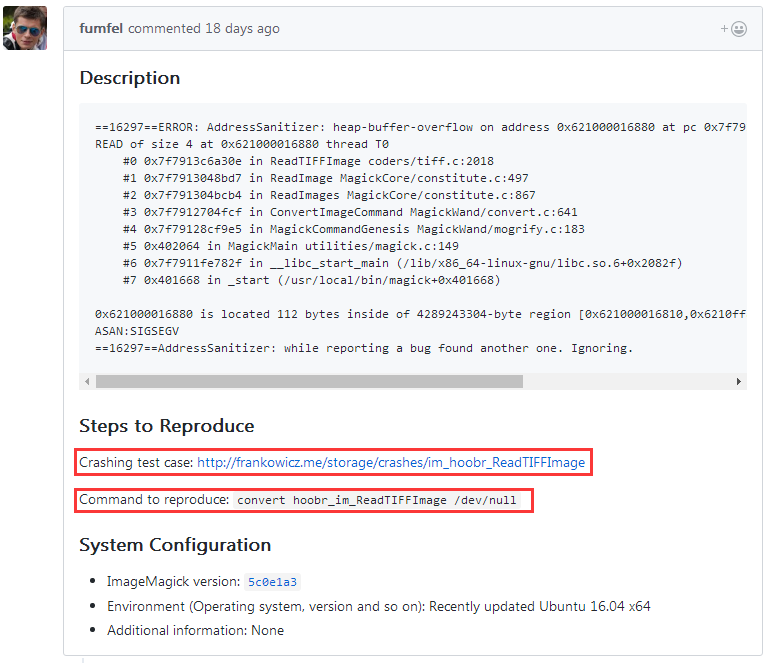 fumfel commented 18 days ago
Description
==16297==ERROR: AddressSanitizer: heap-buffer-overflow on address 0x621000016880 at pc 0x7f79
READ of size 4 at 0x621000016880 thread T0
#0 0x7f7913c6a30e in ReadTIFFImage coders/tiff.c:2018
#1 0x7f7913048bd7 in ReadImage MagickCore/constitute.c:497
#2 0x7f791304bcb4 in ReadImages MagickCore/constitute.c:867
#3 0x7f7912704fcf in ConvertImageCommand MagickWand/convert.c:641
#4 0x7f79128cf9e5 in MagickCommandGenesis MagickWand/mogrify.c:183
#5 0x402064 in MagickMain utilities/magick.c:149
#6 0x7f7911fe782f in __libc_start_main (/lib/x86_64-linux-gnu/libc.so.6+0x2082f)
#7 0x401668 in _start (/usr/local/bin/magick+0x401668)
0x621000016880 is located 112 bytes inside of 4289243304-byte region [0x621000016810,0x6210ff
ASAN:SIGSEGV
==16297==AddressSanitizer: while reporting a bug found another one. Ignoring.
Steps to Reproduce
Crashing test case: http://frankowicz.me/storage/crashes/im_hoobr_ReadTIFFImage
Command to reproduce: convert hoobr_im_ReadTIFFImage /dev/null
System Configuration
• ImageMagick version: 5c0e1a3
• Environment (Operating system, version and so on): Recently updated Ubuntu 16.04 x64
• Additional information: None